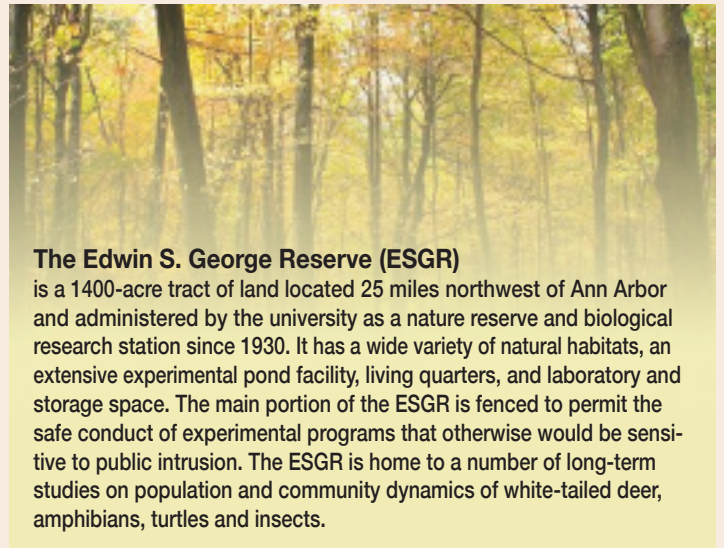 The Edwin S. George Reserve (ESGR)
is a 1400-acre tract of land located 25 miles northwest of Ann Arbor
and administered by the university as a nature reserve and biological
research station since 1930. It has a wide variety of natural habitats, an
extensive experimental pond facility, living quarters, and laboratory and
storage space. The main portion of the ESGR is fenced to permit the
safe conduct of experimental programs that otherwise would be sensi-
tive to public intrusion. The ESGR is home to a number of long-term
studies on population and community dynamics of white-tailed deer,
amphibians, turtles and insects.